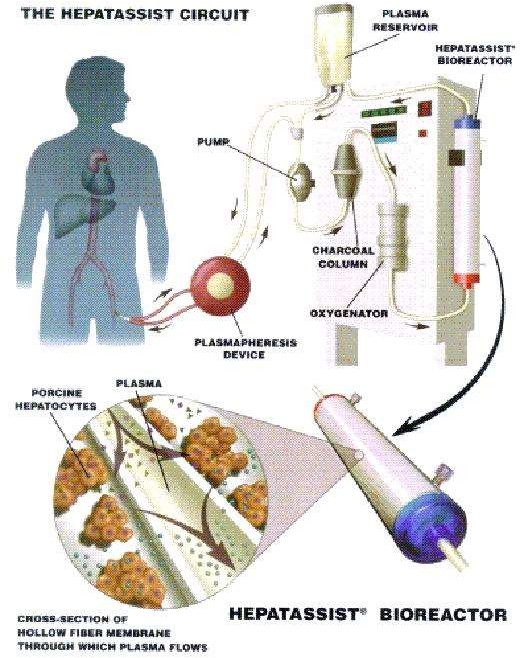 THE HEPATASSIST CIRCUIT
PLASMA
RESERVOIR
HEPATASSIST®
BIOREACTOR
PUMP
CHARCOAL
COLUMN
OXYGENATOR
PLASMAPHERESIS
DEVICE
PLASMA
PORCINE
HEPATOCYTES
HEPATASSIST® BIOREACTOR
CROSS-SECTION OF
HOLLOW FIBER MEMBRANE
THROUGH WHICH PLASMA FLOWS